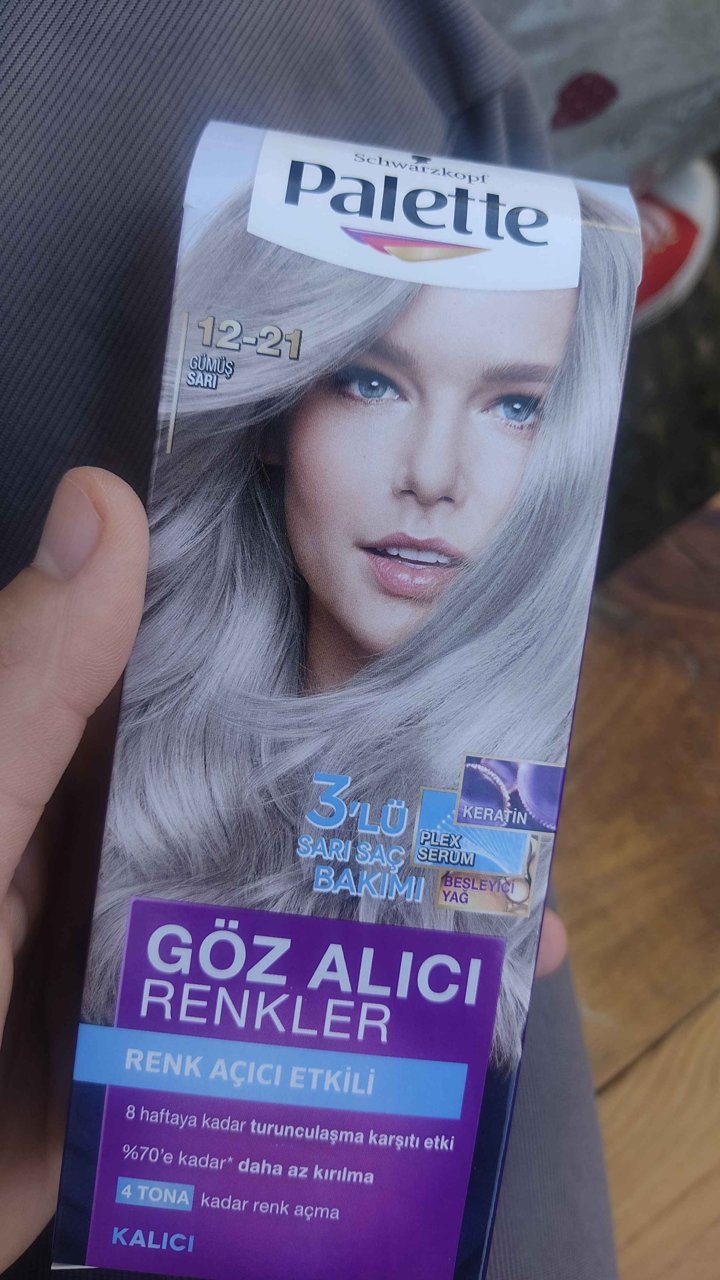 Schwarzkopf
Palette
12-21
GÜMÜŞ
SARI
3'LÜ
SARI SAÇ
BAKIMI
KERATİN
PLEX
SERUM
BESLEYİCİ
YAĞ
GÖZ ALICI
RENKLER
RENK AÇICI ETKİLİ
8 haftaya kadar turunculaşma karşıtı etki
%70'e kadar* daha az kırılma
4 TONA kadar renk açma
KALICI